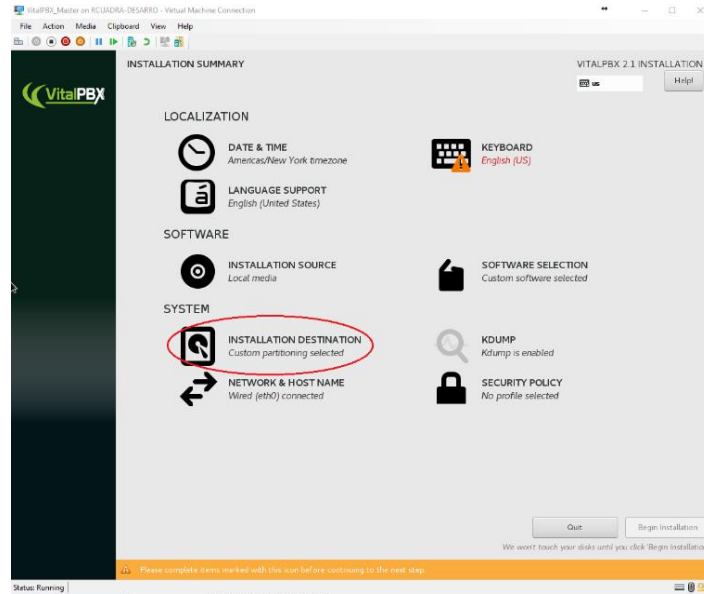 VitalPBX_Master on RCUADRA-DESARRO - Virtual Machine Connection
File Action Media Clipboard View Help
INSTALLATION SUMMARY
VITALPBX 2.1 INSTALLATION
us
Help!
VitalPBX
LOCALIZATION
DATE & TIME
Americas/New York timezone
KEYBOARD
English (US)
LANGUAGE SUPPORT
English (United States)
SOFTWARE
INSTALLATION SOURCE
Local media
SOFTWARE SELECTION
Custom software selected
SYSTEM
INSTALLATION DESTINATION
Custom partitioning selected
KDUMP
Kdump is enabled
NETWORK & HOST NAME
Wired (eth0) connected
SECURITY POLICY
No profile selected
Quit
Begin Installation
We won't touch your disks until you click 'Begin Installatio
Please complete items marked with this icon before continuing to the next step.
Status: Running